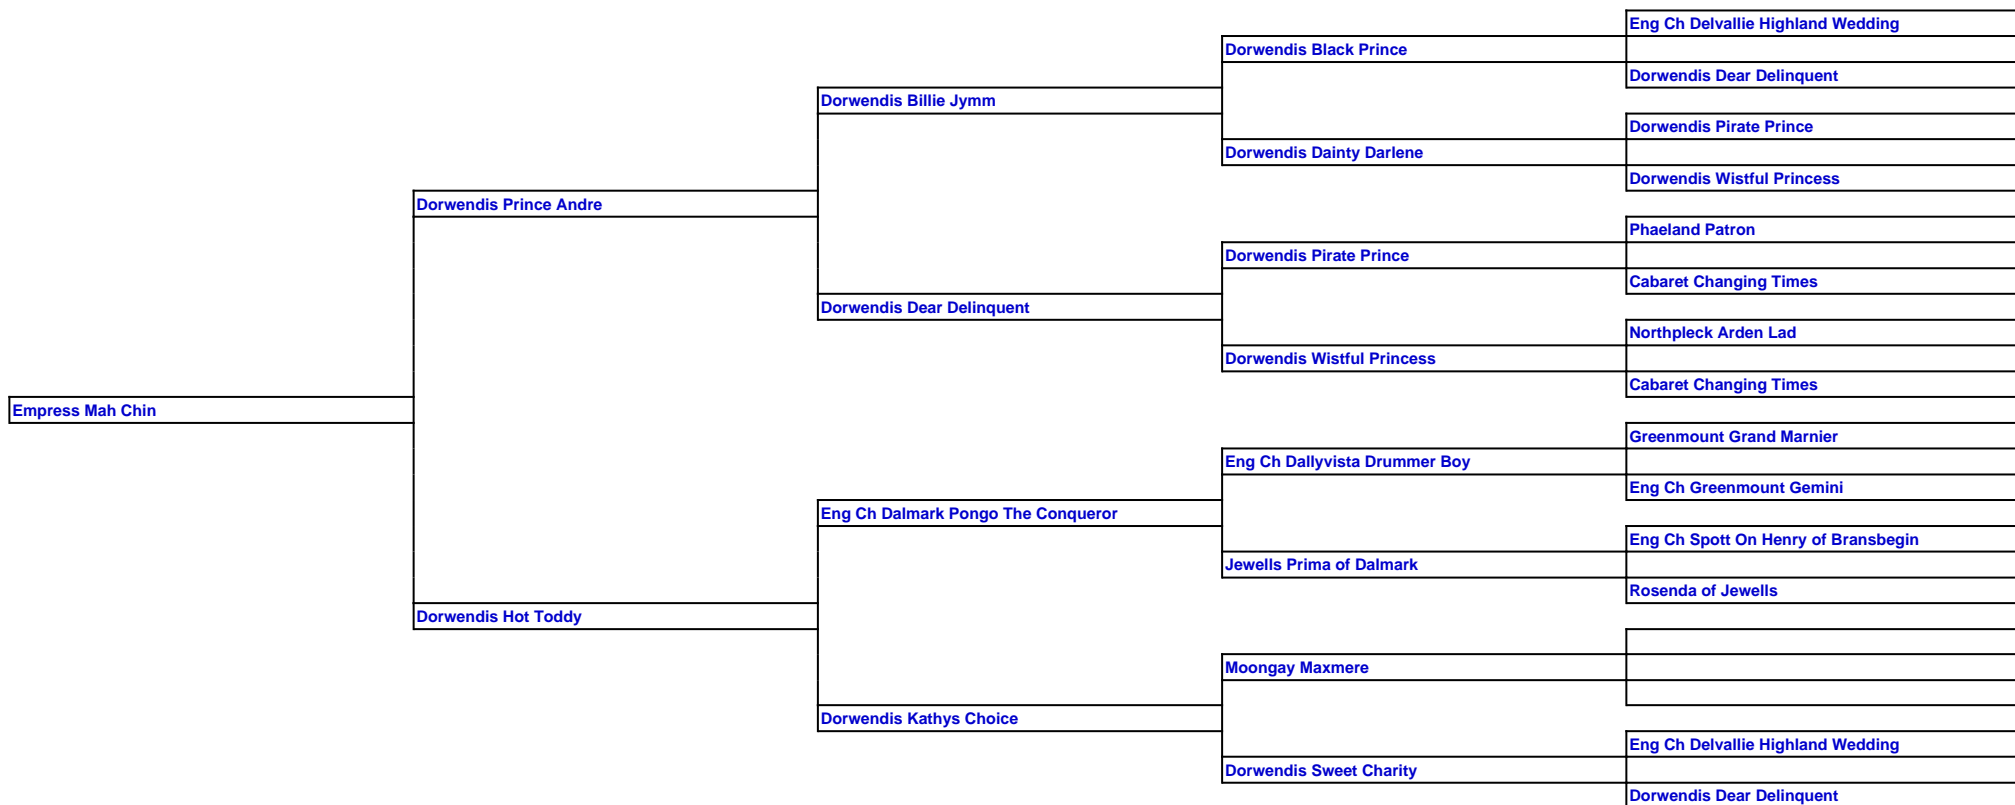 Eng Ch Delvallie Highland Wedding
Dorwendis Black Prince
Dorwendis Dear Delinquent
Dorwendis Billie Jymm
Dorwendis Pirate Prince
Dorwendis Dainty Darlene
Dorwendis Wistful Princess
Dorwendis Prince Andre
Phaeland Patron
Dorwendis Pirate Prince
Cabaret Changing Times
Dorwendis Dear Delinquent
Northpleck Arden Lad
Dorwendis Wistful Princess
Cabaret Changing Times
Empress Mah Chin
Greenmount Grand Marnier
Eng Ch Dallyvista Drummer Boy
Eng Ch Greenmount Gemini
Eng Ch Dalmark Pongo The Conqueror
Eng Ch Spott On Henry of Bransbegin
Jewells Prima of Dalmark
Rosenda of Jewells
Dorwendis Hot Toddy
Moongay Maxmere
Dorwendis Kathys Choice
Eng Ch Delvallie Highland Wedding
Dorwendis Sweet Charity
Dorwendis Dear Delinquent